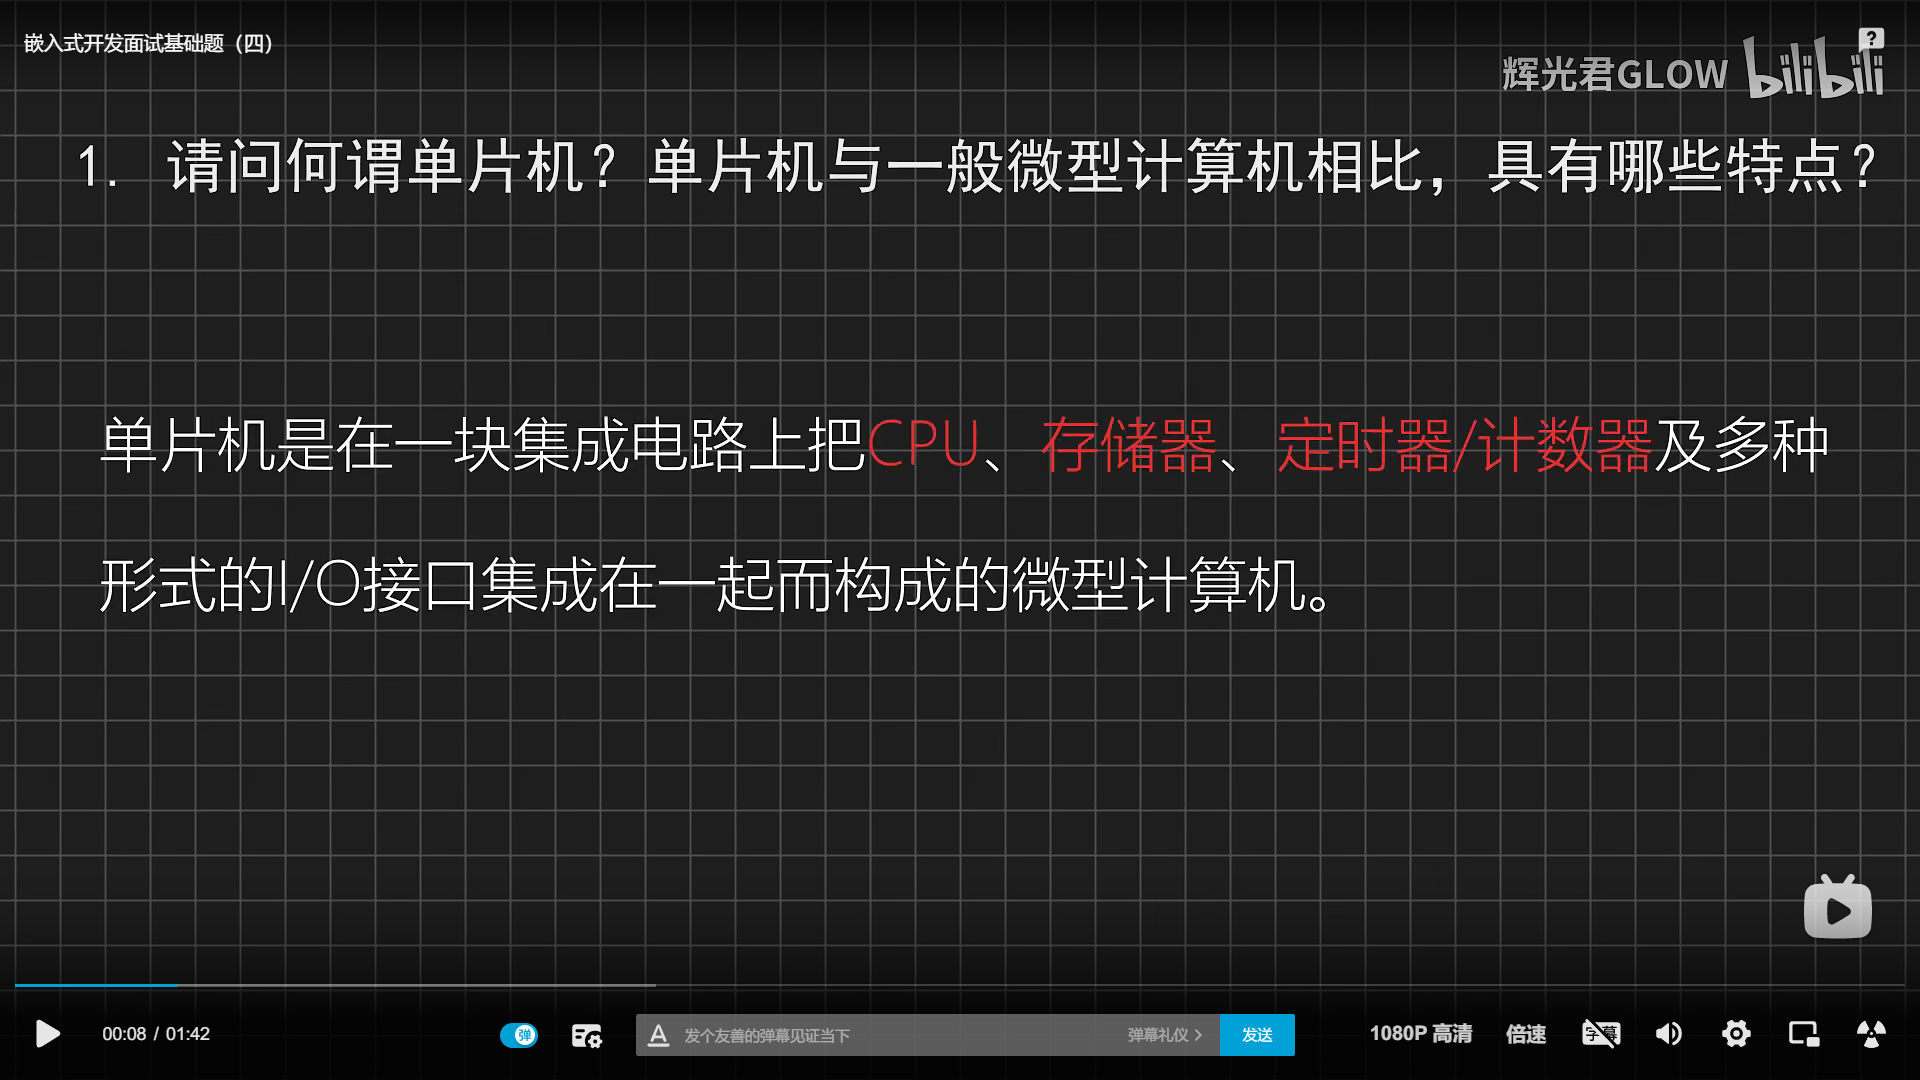 嵌入式开发面试基础题（四）
辉光君GLOW bilibili
?
1. 请问何谓单片机？单片机与一般微型计算机相比，具有哪些特点？
单片机是在一块集成电路上把CPU、存储器、定时器/计数器及多种
形式的I/O接口集成在一起而构成的微型计算机。
00:08 / 01:42
弹
A 发个友善的弹幕见证当下
弹幕礼仪 >
发送
1080P 高清
倍速
字幕